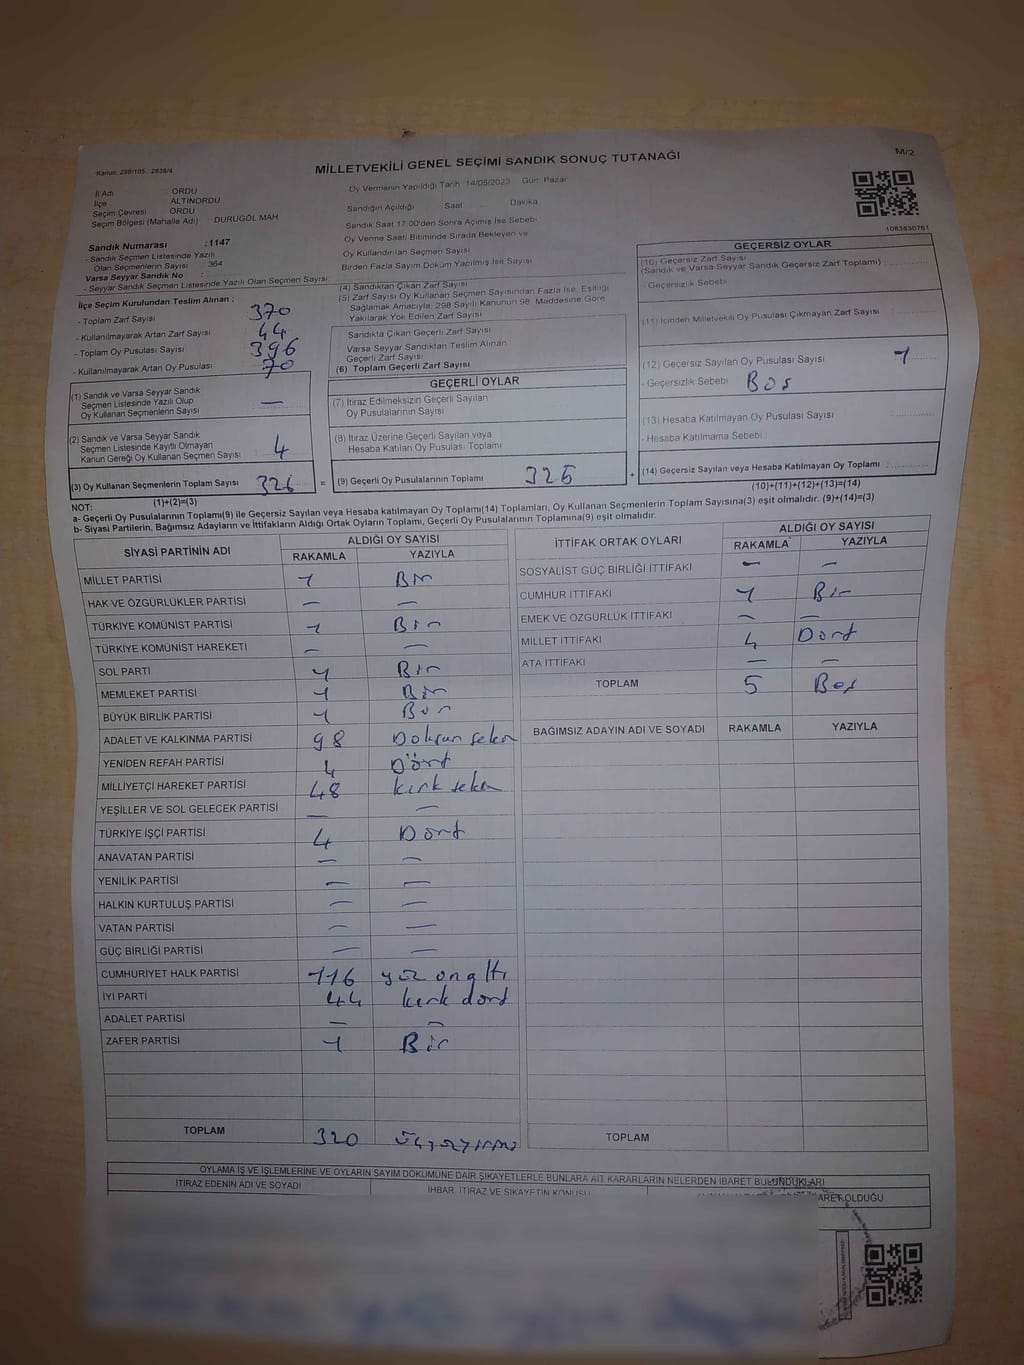 Kanun: 298/105 : 2839/4
MİLLETVEKİLİ GENEL SEÇİMİ SANDIK SONUÇ TUTANAĞI
M/2
İl Adı : ORDU
İlçe : ALTINORDU
Seçim Çevresi : ORDU
Seçim Bölgesi (Mahalle Adı) : DURUGÖL MAH.
Oy Vermenin Yapıldığı Tarih :14/05/2023 Gün: Pazar
Sandığın Açıldığı Saat : Dakika
Sandık Saat 17.00'den Sonra Açılmış İse Sebebi:
Oy Verme Saati Bitiminde Sırada Bekleyen ve
Oy Kullandırılan Seçmen Sayısı
Birden Fazla Sayım Döküm Yapılmış İse Sayısı
1083830761
Sandık Numarası :1147
- Sandık Seçmen Listesinde Yazılı
Olan Seçmenlerin Sayısı : 364
Varsa Seyyar Sandık No :
- Seyyar Sandık Seçmen Listesinde Yazılı Olan Seçmen Sayısı :
İlçe Seçim Kurulundan Teslim Alınan ;
- Toplam Zarf Sayısı 370
- Kullanılmayarak Artan Zarf Sayısı 44
- Toplam Oy Pusulası Sayısı 396
- Kullanılmayarak Artan Oy Pusulası 70
(1) Sandık ve Varsa Seyyar Sandık
Seçmen Listesinde Yazılı Olup
Oy Kullanan Seçmenlerin Sayısı : —
(2) Sandık ve Varsa Seyyar Sandık
Seçmen Listesinde Kayıtlı Olmayan
Kanun Gereği Oy Kullanan Seçmen Sayısı : 4
(3) Oy Kullanan Seçmenlerin Toplam Sayısı 326
(1)+(2)=(3)
(4) Sandıktan Çıkan Zarf Sayısı
(5) Zarf Sayısı Oy Kullanan Seçmen Sayısından Fazla İse, Eşitliği
Sağlamak Amacıyla, 298 Sayılı Kanunun 98. Maddesine Göre
Yakılarak Yok Edilen Zarf Sayısı
Sandıkta Çıkan Geçerli Zarf Sayısı
Varsa Seyyar Sandıktan Teslim Alınan
Geçerli Zarf Sayısı
(6) Toplam Geçerli Zarf Sayısı
GEÇERLİ OYLAR
(7) İtiraz Edilmeksizin Geçerli Sayılan
Oy Pusulalarının Sayısı
(8) İtiraz Üzerine Geçerli Sayılan veya
Hesaba Katılan Oy Pusulası Toplamı
= (9) Geçerli Oy Pusulalarının Toplamı 325
GEÇERSİZ OYLAR
(10) Geçersiz Zarf Sayısı
(Sandık ve Varsa Seyyar Sandık Geçersiz Zarf Toplamı) :
- Geçersizlik Sebebi
(11) İçinden Milletvekili Oy Pusulası Çıkmayan Zarf Sayısı :
(12) Geçersiz Sayılan Oy Pusulası Sayısı 1
- Geçersizlik Sebebi : Boş
(13) Hesaba Katılmayan Oy Pusulası Sayısı :
- Hesaba Katılmama Sebebi :
+ (14) Geçersiz Sayılan veya Hesaba Katılmayan Oy Toplamı :
(10)+(11)+(12)+(13)=(14)
NOT:
a- Geçerli Oy Pusulalarının Toplamı(9) ile Geçersiz Sayılan veya Hesaba katılmayan Oy Toplamı(14) Toplamları, Oy Kullanan Seçmenlerin Toplam Sayısına(3) eşit olmalıdır. (9)+(14)=(3)
b- Siyasi Partilerin, Bağımsız Adayların ve İttifakların Aldığı Ortak Oyların Toplamı, Geçerli Oy Pusulalarının Toplamına(9) eşit olmalıdır.
SİYASİ PARTİNİN ADI ALDIĞI OY SAYISI
RAKAMLA YAZIYLA
MİLLET PARTİSİ 1 Bir
HAK VE ÖZGÜRLÜKLER PARTİSİ — —
TÜRKİYE KOMÜNİST PARTİSİ 1 Bir
TÜRKİYE KOMÜNİST HAREKETİ — —
SOL PARTİ 1 Bir
MEMLEKET PARTİSİ 1 Bir
BÜYÜK BİRLİK PARTİSİ 1 Bir
ADALET VE KALKINMA PARTİSİ 98 Doksan sekiz
YENİDEN REFAH PARTİSİ 4 Dört
MİLLİYETÇİ HAREKET PARTİSİ 48 kırk sekiz
YEŞİLLER VE SOL GELECEK PARTİSİ — —
TÜRKİYE İŞÇİ PARTİSİ 4 Dört
ANAVATAN PARTİSİ — —
YENİLİK PARTİSİ — —
HALKIN KURTULUŞ PARTİSİ — —
VATAN PARTİSİ — —
GÜÇ BİRLİĞİ PARTİSİ — —
CUMHURİYET HALK PARTİSİ 116 yüz on altı
İYİ PARTİ 44 kırk dört
ADALET PARTİSİ — —
ZAFER PARTİSİ 1 Bir
TOPLAM 320
İTTİFAK ORTAK OYLARI ALDIĞI OY SAYISI
RAKAMLA YAZIYLA
SOSYALİST GÜÇ BİRLİĞİ İTTİFAKI — —
CUMHUR İTTİFAKI 1 Bir
EMEK VE ÖZGÜRLÜK İTTİFAKI — —
MİLLET İTTİFAKI 4 Dört
ATA İTTİFAKI — —
TOPLAM 5 Beş
BAĞIMSIZ ADAYIN ADI VE SOYADI RAKAMLA YAZIYLA
TOPLAM
OYLAMA İŞ VE İŞLEMLERİNE VE OYLARIN SAYIM DÖKÜMÜNE DAİR ŞİKAYETLERLE BUNLARA AİT KARARLARIN NELERDEN İBARET BULUNDUKLARI
İTİRAZ EDENİN ADI VE SOYADI İHBAR, İTİRAZ VE ŞİKAYETİN KONUSU
OLDUĞU